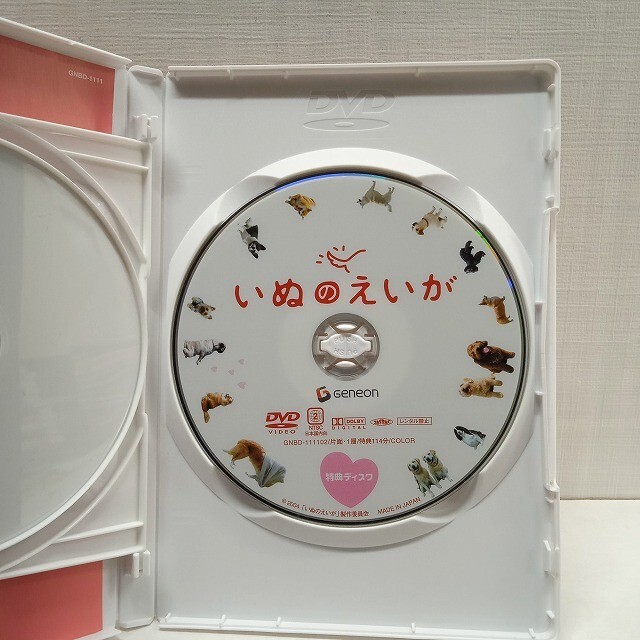 GNBD-1111
DVD
いぬのえいが
Geneon
DVD
VIDEO
2
NTSC
日本国内向
DOLBY
DIGITAL
レンタル禁止
GNBD-111102/片面・1層/特典114分/COLOR
特典ディスク
© 2004「いぬのえいが」製作委員会 MADE IN JAPAN